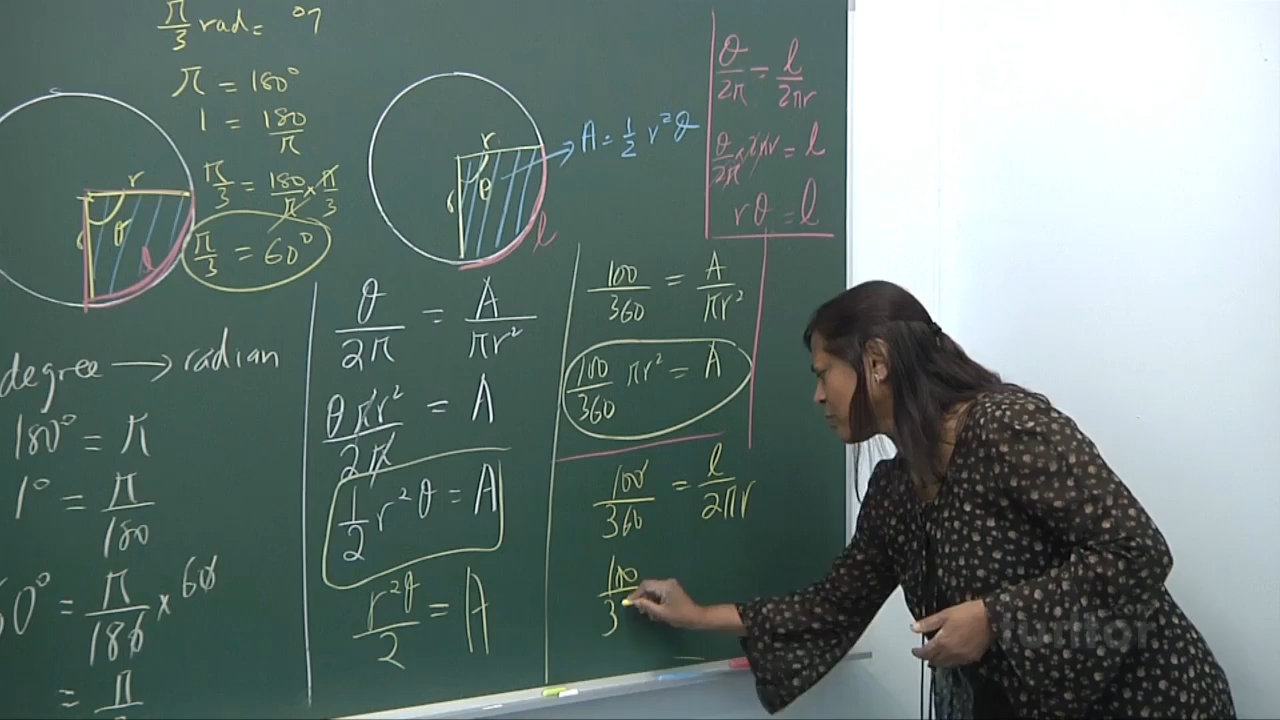 π/3 rad = °?
π = 180°
1 = 180/π
π/3 = 180/π × π/3
π/3 = 60°
r
θ
l
degree → radian
180° = π
1° = π/180
60° = π/180 × 60
= π
r
θ
l
A = 1/2 r² θ
θ/2π = A/πr²
θπr²/2π = A
1/2 r² θ = A
r²θ/2 = A
θ/2π = l/2πr
θ/2π × 2πr = l
rθ = l
100/360 = A/πr²
100/360 πr² = A
100/360 = l/2πr
100/3